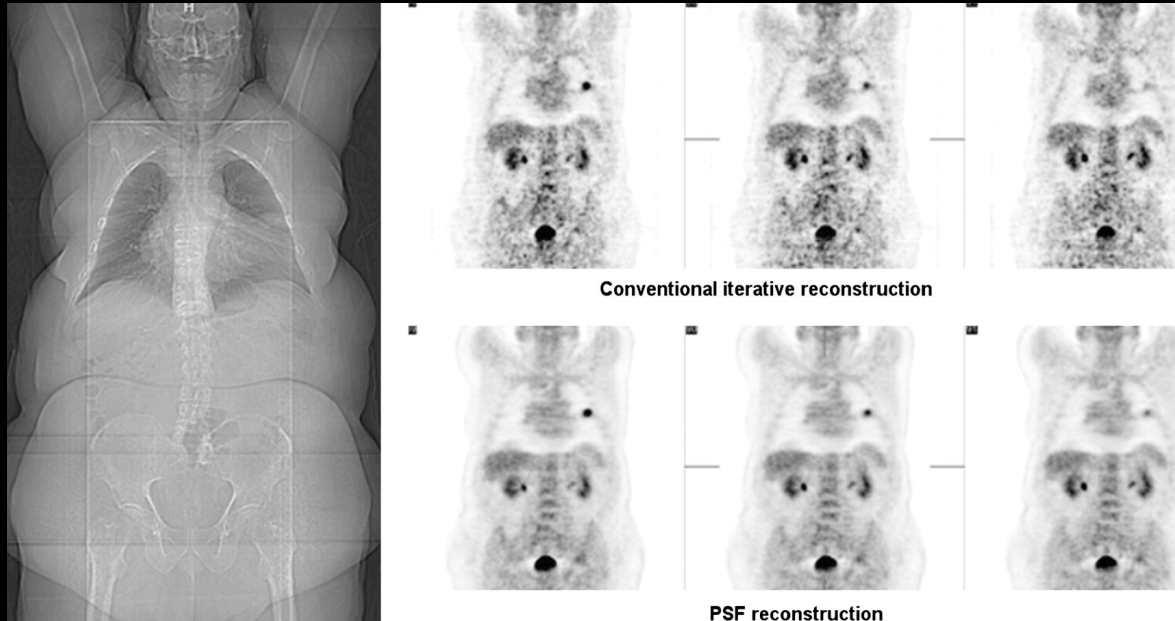 H
Conventional iterative reconstruction
PSF reconstruction